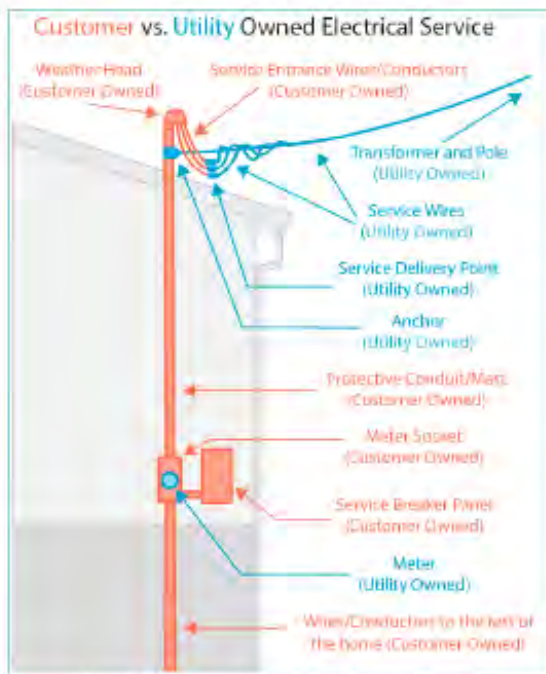 Customer vs. Utility Owned Electrical Service
Weather Head
(Customer Owned)
Service Entrance Wires/Conductors
(Customer Owned)
Transformer and Pole
(Utility Owned)
Service Wires
(Utility Owned)
Service Delivery Point
(Utility Owned)
Anchor
(Utility Owned)
Protective Conduit/Mast
(Customer Owned)
Meter Socket
(Customer Owned)
Service Breaker Panel
(Customer Owned)
Meter
(Utility Owned)
Wires/Conductors to the rest of
the home (Customer Owned)